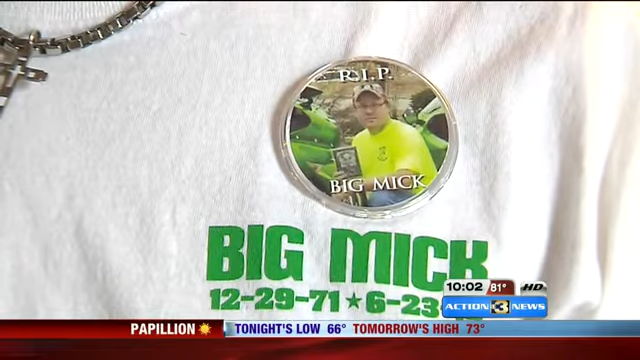 R.I.P.
BIG MICK
BIG MICK
12-29-71★6-23
10:02 81° HD
ACTION 3 NEWS
PAPILLION TONIGHT'S LOW 66° TOMORROW'S HIGH 73°